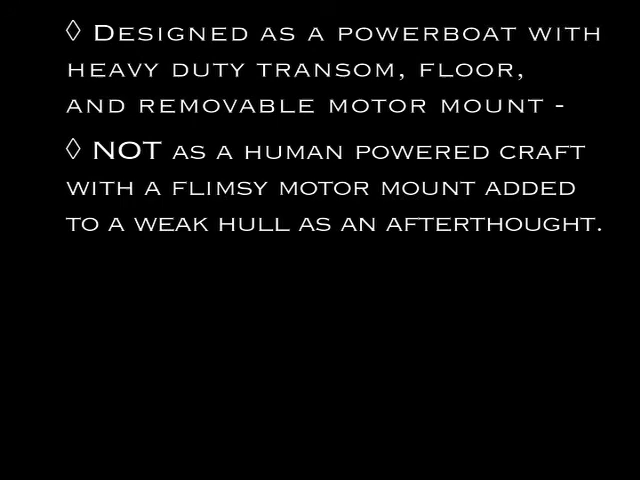 ◊ Designed as a powerboat with
heavy duty transom, floor,
and removable motor mount -
◊ NOT as a human powered craft
with a flimsy motor mount added
to a weak hull as an afterthought.